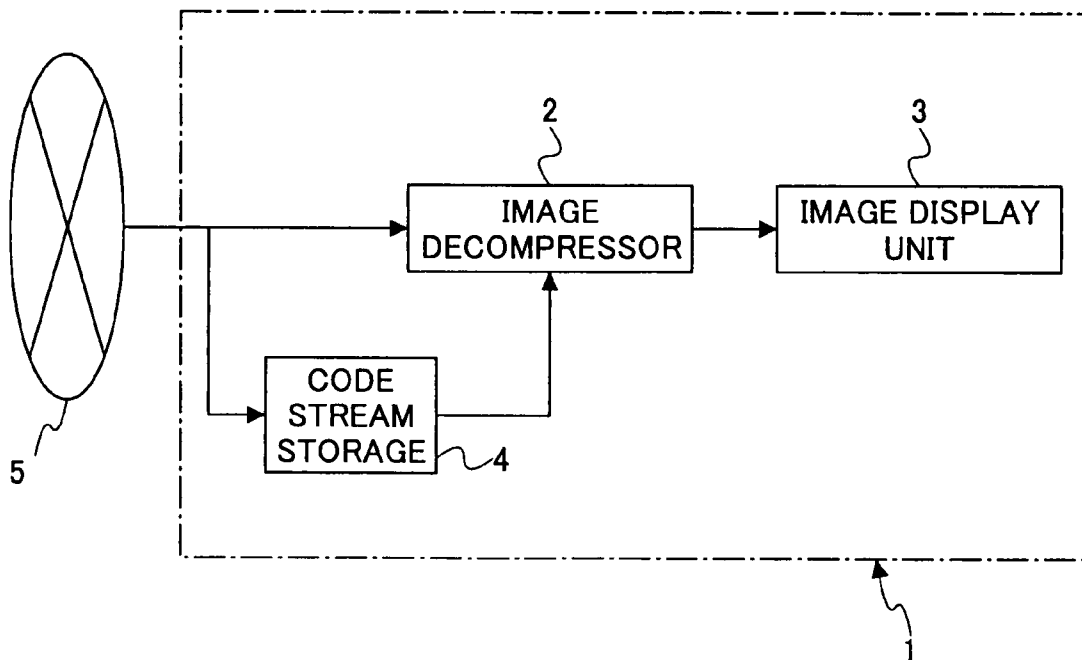 2
3
IMAGE
DECOMPRESSOR
IMAGE DISPLAY
UNIT
CODE
STREAM
STORAGE
4
5
1